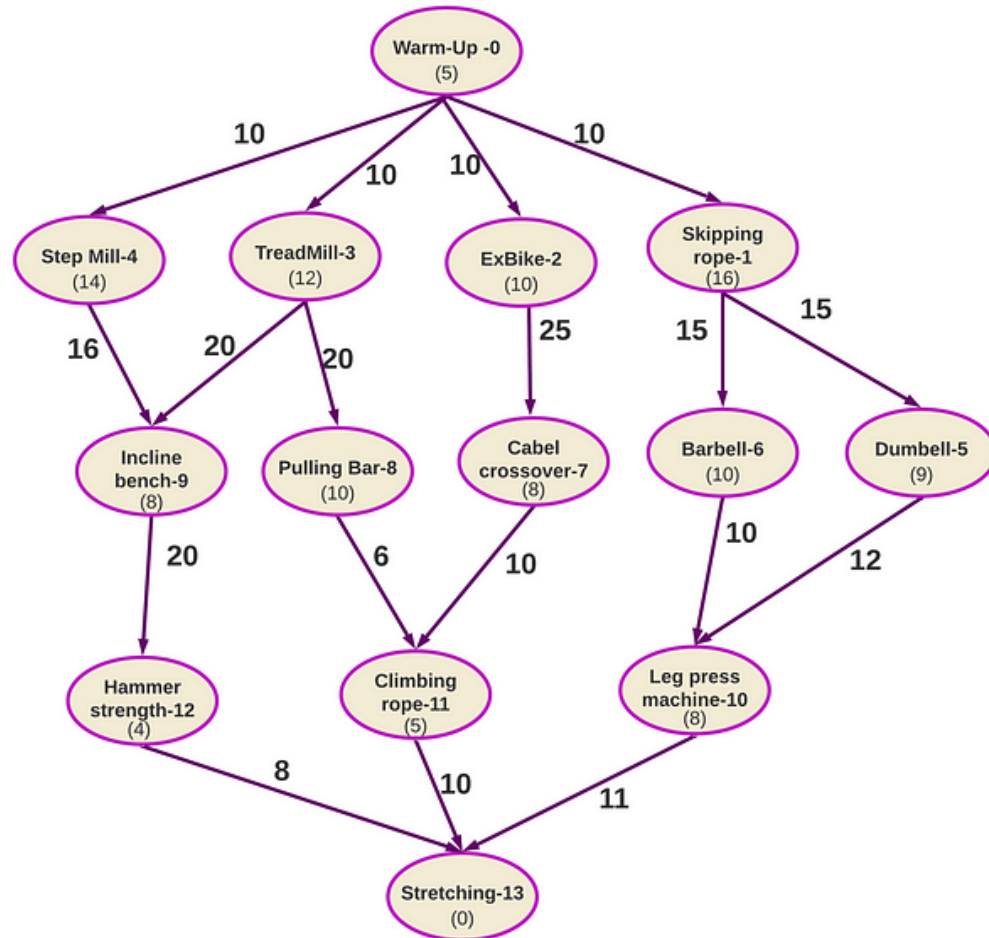 Warm-Up -0
(5)
10
10
10
10
Step Mill-4
(14)
TreadMill-3
(12)
ExBike-2
(10)
Skipping
rope-1
(16)
16
20
20
25
15
15
Incline
bench-9
(8)
Pulling Bar-8
(10)
Cabel
crossover-7
(8)
Barbell-6
(10)
Dumbell-5
(9)
20
6
10
10
12
Hammer
strength-12
(4)
Climbing
rope-11
(5)
Leg press
machine-10
(8)
8
10
11
Stretching-13
(0)